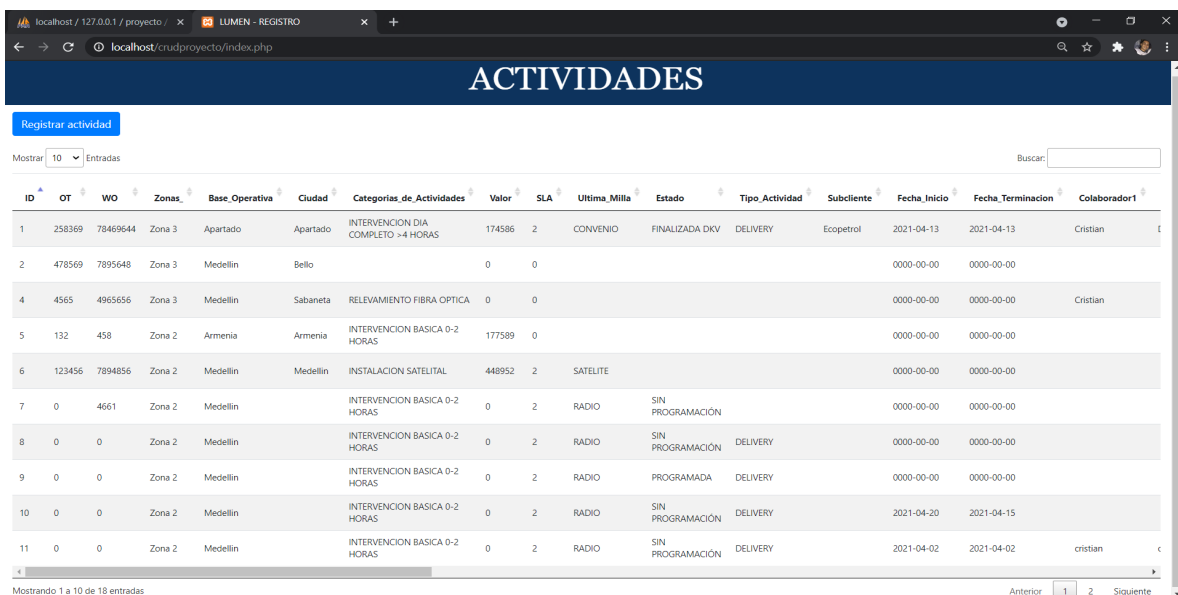 localhost / 127.0.0.1 / proyecto /
LUMEN - REGISTRO
localhost/crudproyecto/index.php
ACTIVIDADES
Registrar actividad
Mostrar 10 Entradas Buscar:
ID OT WO Zonas_ Base_Operativa Ciudad Categorias_de_Actividades Valor SLA Ultima_Milla Estado Tipo_Actividad Subcliente Fecha_Inicio Fecha_Terminacion Colaborador1
1 258369 78469644 Zona 3 Apartado Apartado INTERVENCION DIA COMPLETO >4 HORAS 174586 2 CONVENIO FINALIZADA DKV DELIVERY Ecopetrol 2021-04-13 2021-04-13 Cristian
2 478569 7895648 Zona 3 Medellin Bello 0 0 0000-00-00 0000-00-00
4 4565 4965656 Zona 3 Medellin Sabaneta RELEVAMIENTO FIBRA OPTICA 0 0 0000-00-00 0000-00-00 Cristian
5 132 458 Zona 2 Armenia Armenia INTERVENCION BASICA 0-2 HORAS 177589 0 0000-00-00 0000-00-00
6 123456 7894856 Zona 2 Medellin Medellin INSTALACION SATELITAL 448952 2 SATELITE 0000-00-00 0000-00-00
7 0 4661 Zona 2 Medellin INTERVENCION BASICA 0-2 HORAS 0 2 RADIO SIN PROGRAMACIÓN 0000-00-00 0000-00-00
8 0 0 Zona 2 Medellin INTERVENCION BASICA 0-2 HORAS 0 2 RADIO SIN PROGRAMACIÓN DELIVERY 0000-00-00 0000-00-00
9 0 0 Zona 2 Medellin INTERVENCION BASICA 0-2 HORAS 0 2 RADIO PROGRAMADA DELIVERY 0000-00-00 0000-00-00
10 0 0 Zona 2 Medellin INTERVENCION BASICA 0-2 HORAS 0 2 RADIO SIN PROGRAMACIÓN DELIVERY 2021-04-20 2021-04-15
11 0 0 Zona 2 Medellin INTERVENCION BASICA 0-2 HORAS 0 2 RADIO SIN PROGRAMACIÓN DELIVERY 2021-04-02 2021-04-02 cristian
Mostrando 1 a 10 de 18 entradas Anterior 1 2 Siguiente